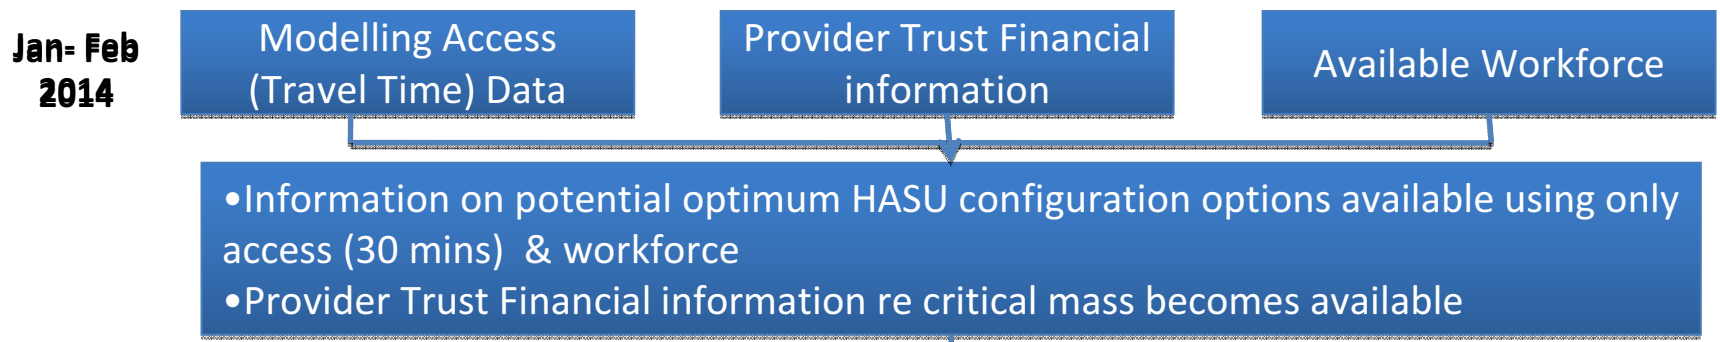 Jan- Feb
2014
Modelling Access
(Travel Time) Data
Provider Trust Financial
information
Available Workforce
•Information on potential optimum HASU configuration options available using only
access (30 mins)  & workforce
•Provider Trust Financial information re critical mass becomes available